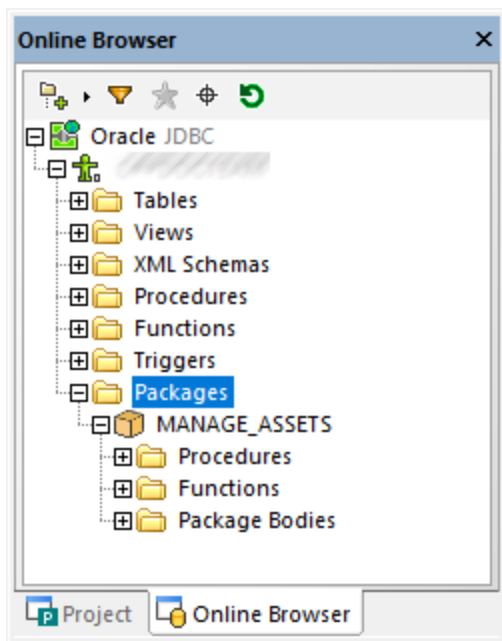 Online Browser
Oracle JDBC
Tables
Views
XML Schemas
Procedures
Functions
Triggers
Packages
MANAGE_ASSETS
Procedures
Functions
Package Bodies
Project Online Browser